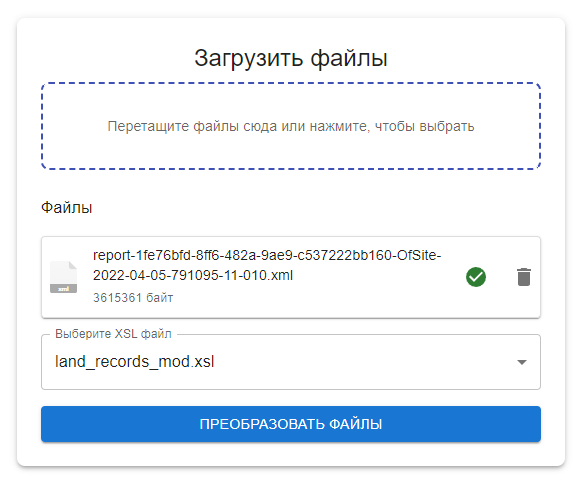 Загрузить файлы
Перетащите файлы сюда или нажмите, чтобы выбрать
Файлы
report-1fe76bfd-8ff6-482a-9ae9-c537222bb160-OfSite-
2022-04-05-791095-11-010.xml
xml
3615361 байт
Выберите XSL файл
land_records_mod.xsl
ПРЕОБРАЗОВАТЬ ФАЙЛЫ